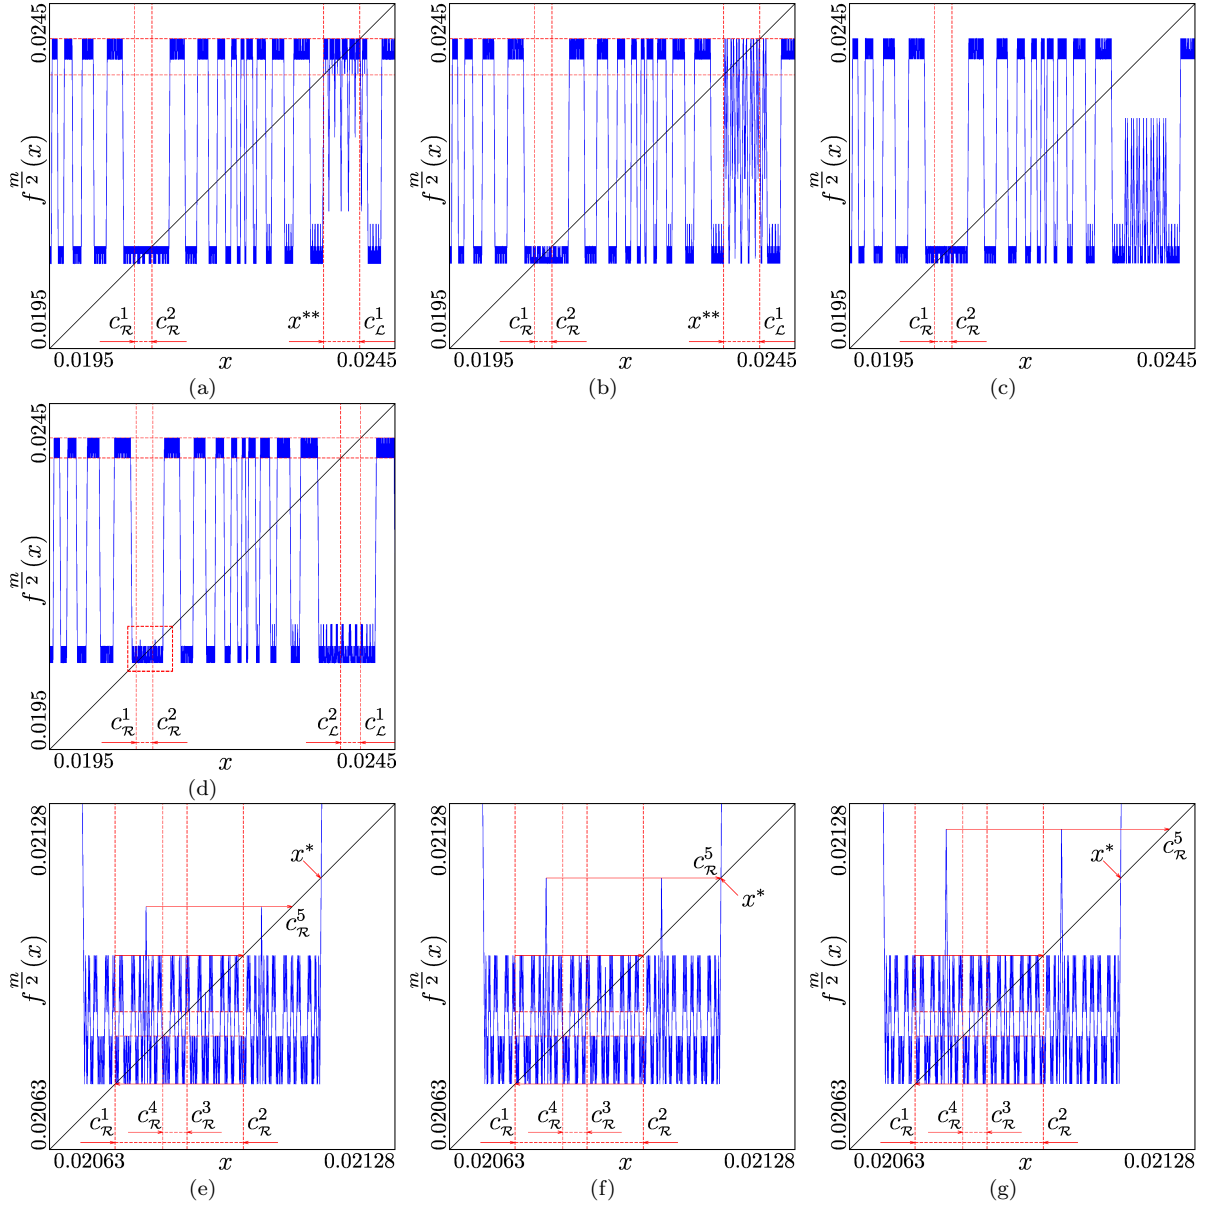 0.0245 0.0245 0.0245
f^{m/2}(x) f^{m/2}(x) f^{m/2}(x)
0.0195 0.0195 0.0195
c_R^1 c_R^2 x** c_L^1 c_R^1 c_R^2 x** c_L^1 c_R^1 c_R^2
0.0195 x 0.0245 0.0195 x 0.0245 0.0195 x 0.0245
(a) (b) (c)
0.0245
f^{m/2}(x)
0.0195
c_R^1 c_R^2 c_L^2 c_L^1
0.0195 x 0.0245
(d)
0.02128 0.02128 0.02128
x* c_R^5 x* c_R^5
c_R^5 x*
f^{m/2}(x) f^{m/2}(x) f^{m/2}(x)
0.02063 0.02063 0.02063
c_R^1 c_R^4 c_R^3 c_R^2 c_R^1 c_R^4 c_R^3 c_R^2 c_R^1 c_R^4 c_R^3 c_R^2
0.02063 x 0.02128 0.02063 x 0.02128 0.02063 x 0.02128
(e) (f) (g)